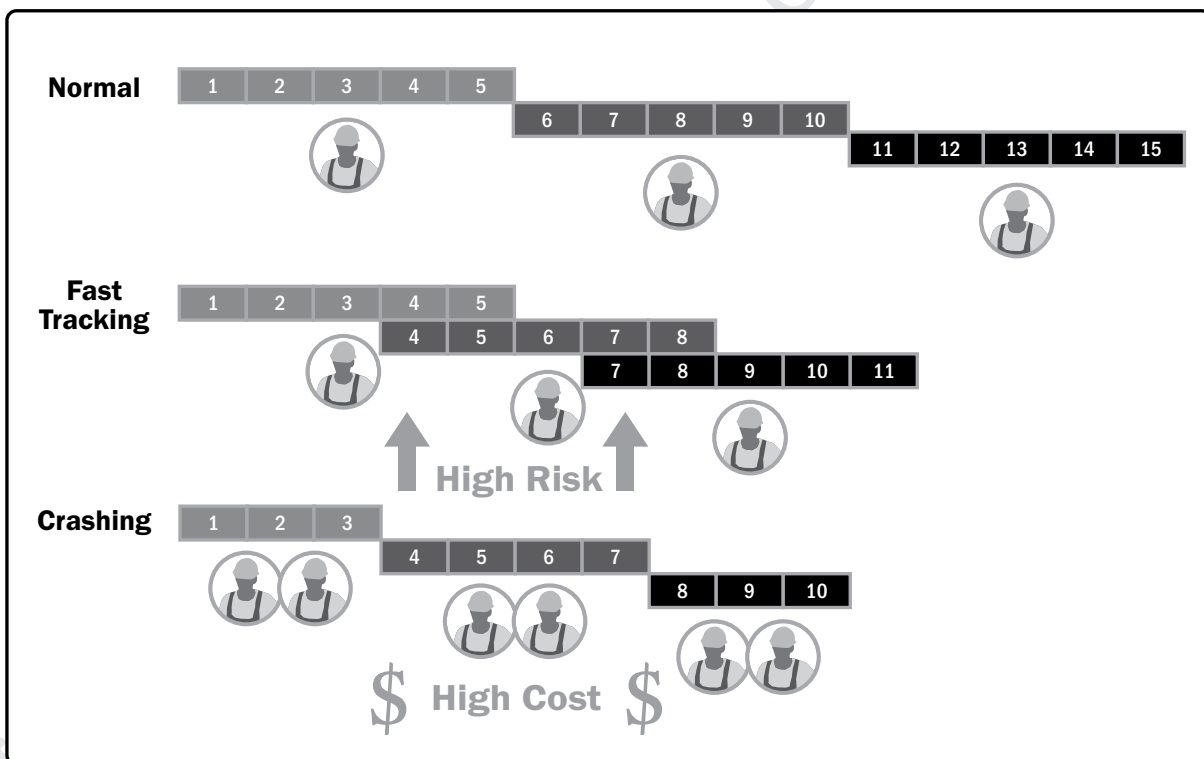 Normal
1 2 3 4 5
6 7 8 9 10
11 12 13 14 15
Fast
Tracking
1 2 3 4 5
4 5 6 7 8
7 8 9 10 11
High Risk
Crashing
1 2 3
4 5 6 7
8 9 10
$ High Cost $